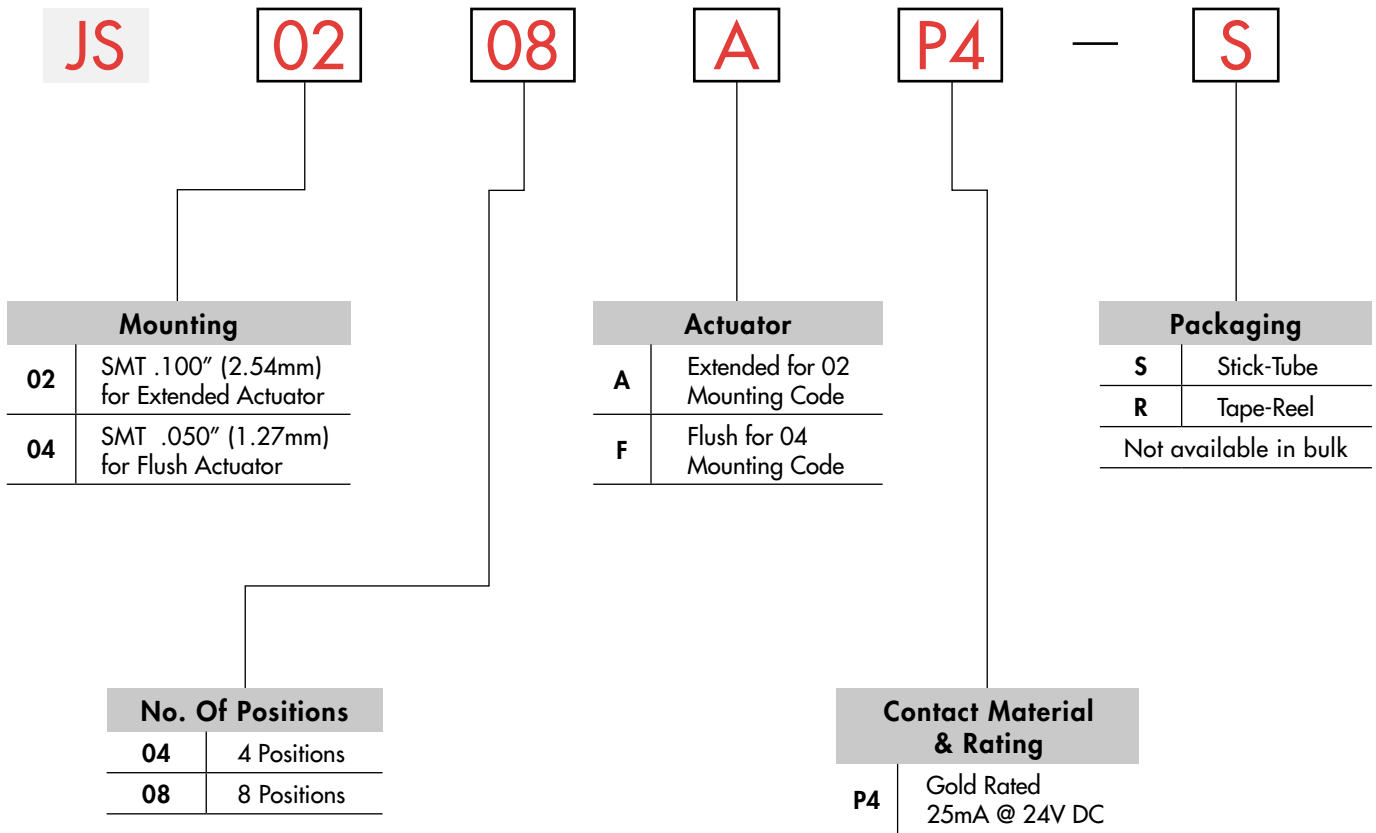 JS 02 08 A P4 — S
Mounting
02 SMT .100” (2.54mm)
for Extended Actuator
04 SMT .050” (1.27mm)
for Flush Actuator
Actuator
A Extended for 02
Mounting Code
F Flush for 04
Mounting Code
Packaging
S Stick-Tube
R Tape-Reel
Not available in bulk
No. Of Positions
04 4 Positions
08 8 Positions
Contact Material
& Rating
P4 Gold Rated
25mA @ 24V DC